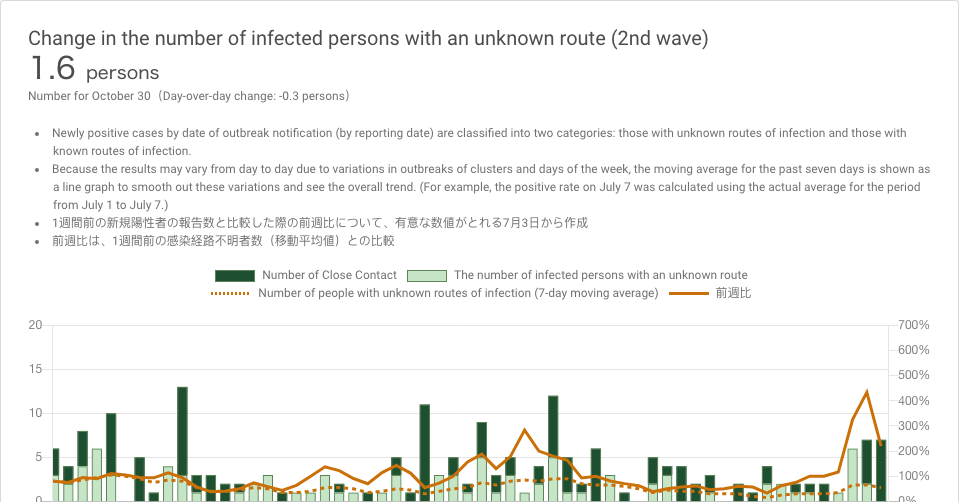 Change in the number of infected persons with an unknown route (2nd wave)
1.6 persons
Number for October 30（Day-over-day change: -0.3 persons）
• Newly positive cases by date of outbreak notification (by reporting date) are classified into two categories: those with unknown routes of infection and those with
known routes of infection.
• Because the results may vary from day to day due to variations in outbreaks of clusters and days of the week, the moving average for the past seven days is shown as
a line graph to smooth out these variations and see the overall trend. (For example, the positive rate on July 7 was calculated using the actual average for the period
from July 1 to July 7.)
• 1週間前の新規陽性者の報告数と比較した際の前週比について、有意な数値がとれる7月3日から作成
• 前週比は、1週間前の感染経路不明者数（移動平均値）との比較
Number of Close Contact The number of infected persons with an unknown route
Number of people with unknown routes of infection (7-day moving average) 前週比
20 700%
600%
15
500%
400%
10
300%
200%
5
100%
0%